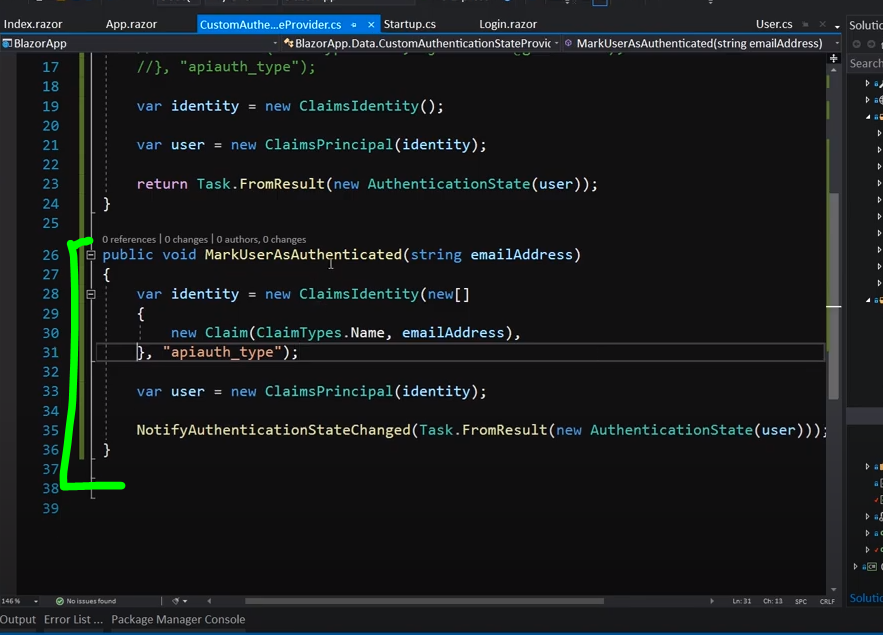 Index.razor App.razor CustomAuthe...eProvider.cs Startup.cs Login.razor User.cs
BlazorApp BlazorApp.Data.CustomAuthenticationStateProvic MarkUserAsAuthenticated(string emailAddress)
Solutio
Search
17 //}, "apiauth_type");
18
19 var identity = new ClaimsIdentity();
20
21 var user = new ClaimsPrincipal(identity);
22
23 return Task.FromResult(new AuthenticationState(user));
24 }
25
0 references | 0 changes | 0 authors, 0 changes
26 public void MarkUserAsAuthenticated(string emailAddress)
27 {
28 var identity = new ClaimsIdentity(new[]
29 {
30 new Claim(ClaimTypes.Name, emailAddress),
31 }, "apiauth_type");
32
33 var user = new ClaimsPrincipal(identity);
34
35 NotifyAuthenticationStateChanged(Task.FromResult(new AuthenticationState(user)));
36 }
37
38
39
146 % No issues found Ln: 31 Ch: 13 SPC CRLF
Solutio
Output Error List ... Package Manager Console